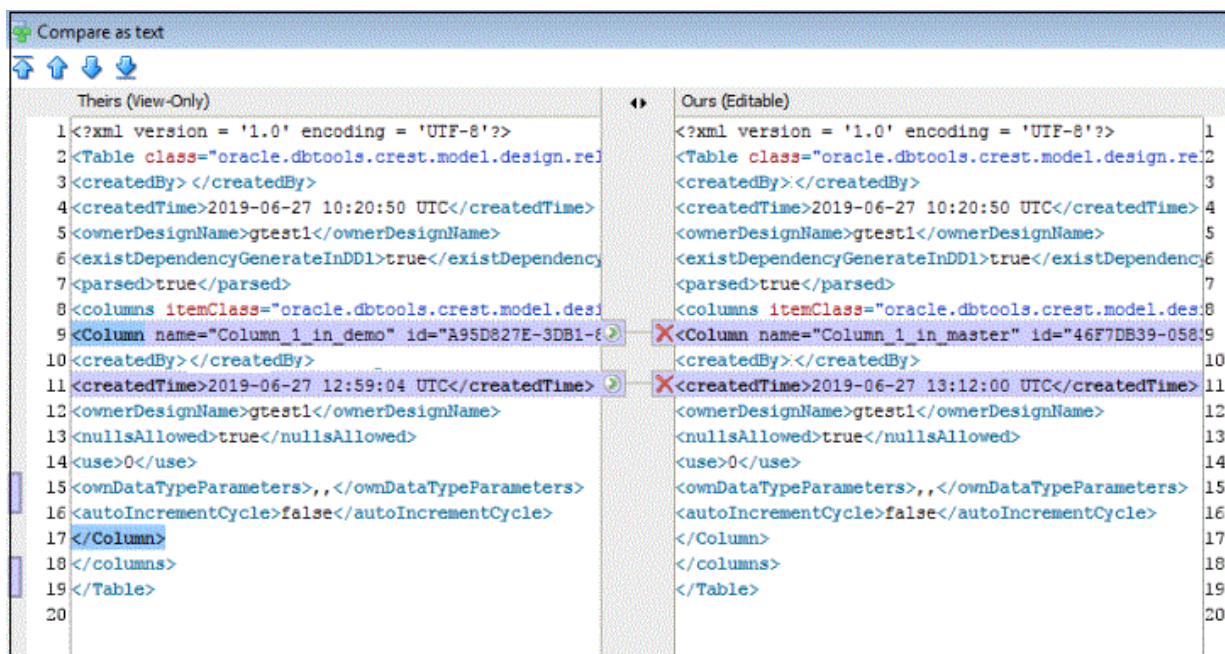 Compare as text
Theirs (View-Only)
1 <?xml version = '1.0' encoding = 'UTF-8'?>
2 <Table class="oracle.dbtools.crest.model.design.rel
3 <createdBy> </createdBy>
4 <createdTime>2019-06-27 10:20:50 UTC</createdTime>
5 <ownerDesignName>gtest1</ownerDesignName>
6 <existDependencyGenerateInDDl>true</existDependency
7 <parsed>true</parsed>
8 <columns itemClass="oracle.dbtools.crest.model.desi
9 <Column name="Column_1_in_demo" id="A95D827E-3DB1-8
10 <createdBy> </createdBy>
11 <createdTime>2019-06-27 12:59:04 UTC</createdTime>
12 <ownerDesignName>gtest1</ownerDesignName>
13 <nullsAllowed>true</nullsAllowed>
14 <use>0</use>
15 <ownDataTypeParameters>,,</ownDataTypeParameters>
16 <autoIncrementCycle>false</autoIncrementCycle>
17 </Column>
18 </columns>
19 </Table>
20
Ours (Editable)
<?xml version = '1.0' encoding = 'UTF-8'?> 1
<Table class="oracle.dbtools.crest.model.design.re 2
<createdBy> </createdBy> 3
<createdTime>2019-06-27 10:20:50 UTC</createdTime> 4
<ownerDesignName>gtest1</ownerDesignName> 5
<existDependencyGenerateInDDl>true</existDependency 6
<parsed>true</parsed> 7
<columns itemClass="oracle.dbtools.crest.model.des 8
<Column name="Column_1_in_master" id="46F7DB39-058 9
<createdBy> </createdBy> 10
<createdTime>2019-06-27 13:12:00 UTC</createdTime> 11
<ownerDesignName>gtest1</ownerDesignName> 12
<nullsAllowed>true</nullsAllowed> 13
<use>0</use> 14
<ownDataTypeParameters>,,</ownDataTypeParameters> 15
<autoIncrementCycle>false</autoIncrementCycle> 16
</Column> 17
</columns> 18
</Table> 19
20